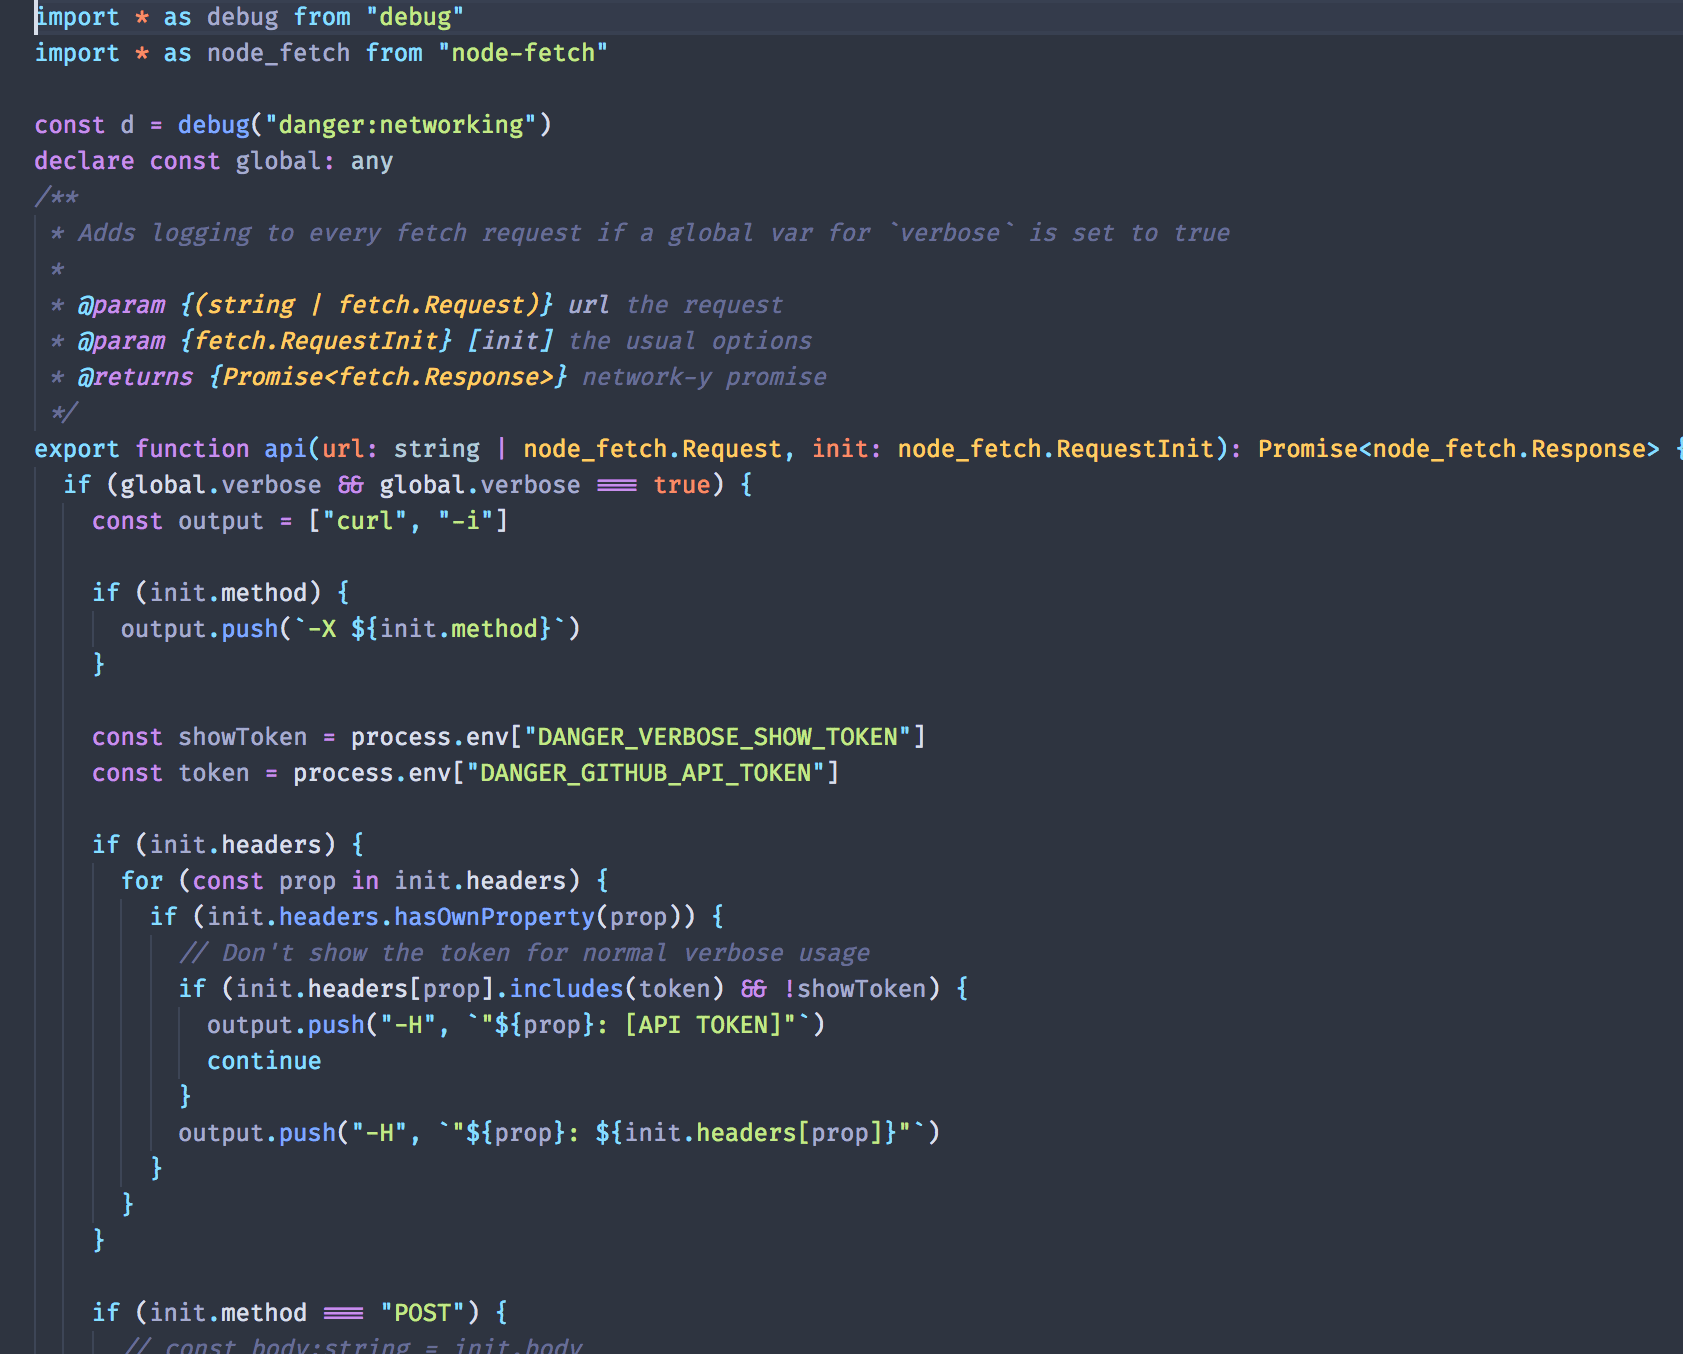 import * as debug from "debug"
import * as node_fetch from "node-fetch"
const d = debug("danger:networking")
declare const global: any
/**
* Adds logging to every fetch request if a global var for `verbose` is set to true
*
* @param {(string | fetch.Request)} url the request
* @param {fetch.RequestInit} [init] the usual options
* @returns {Promise<fetch.Response>} network-y promise
*/
export function api(url: string | node_fetch.Request, init: node_fetch.RequestInit): Promise<node_fetch.Response> {
if (global.verbose && global.verbose === true) {
const output = ["curl", "-i"]
if (init.method) {
output.push(`-X ${init.method}`)
}
const showToken = process.env["DANGER_VERBOSE_SHOW_TOKEN"]
const token = process.env["DANGER_GITHUB_API_TOKEN"]
if (init.headers) {
for (const prop in init.headers) {
if (init.headers.hasOwnProperty(prop)) {
// Don't show the token for normal verbose usage
if (init.headers[prop].includes(token) && !showToken) {
output.push("-H", `"${prop}: [API TOKEN]"`)
continue
}
output.push("-H", `"${prop}: ${init.headers[prop]}"`)
}
}
}
if (init.method === "POST") {
// const body:string = init.body